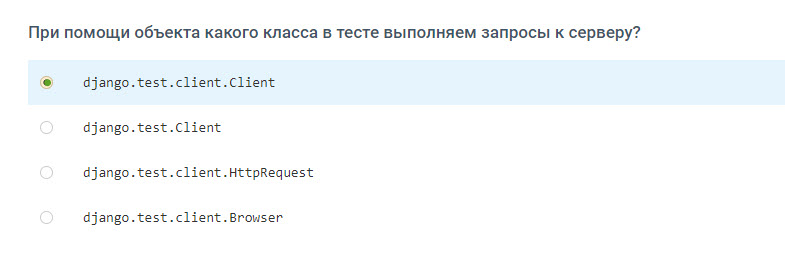 При помощи объекта какого класса в тесте выполняем запросы к серверу?
django.test.client.Client
django.test.Client
django.test.client.HttpRequest
django.test.client.Browser